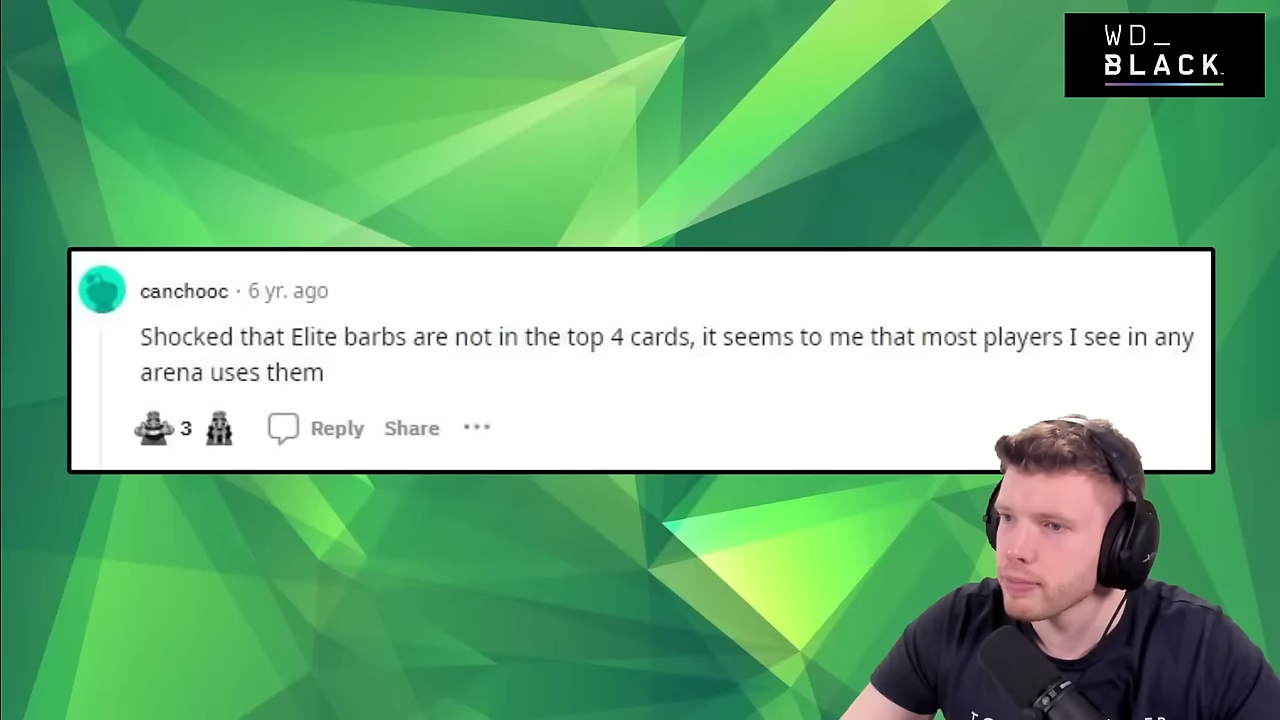 WD_
BLACK
canchooc · 6 yr. ago
Shocked that Elite barbs are not in the top 4 cards, it seems to me that most players I see in any
arena uses them
3
Reply
Share